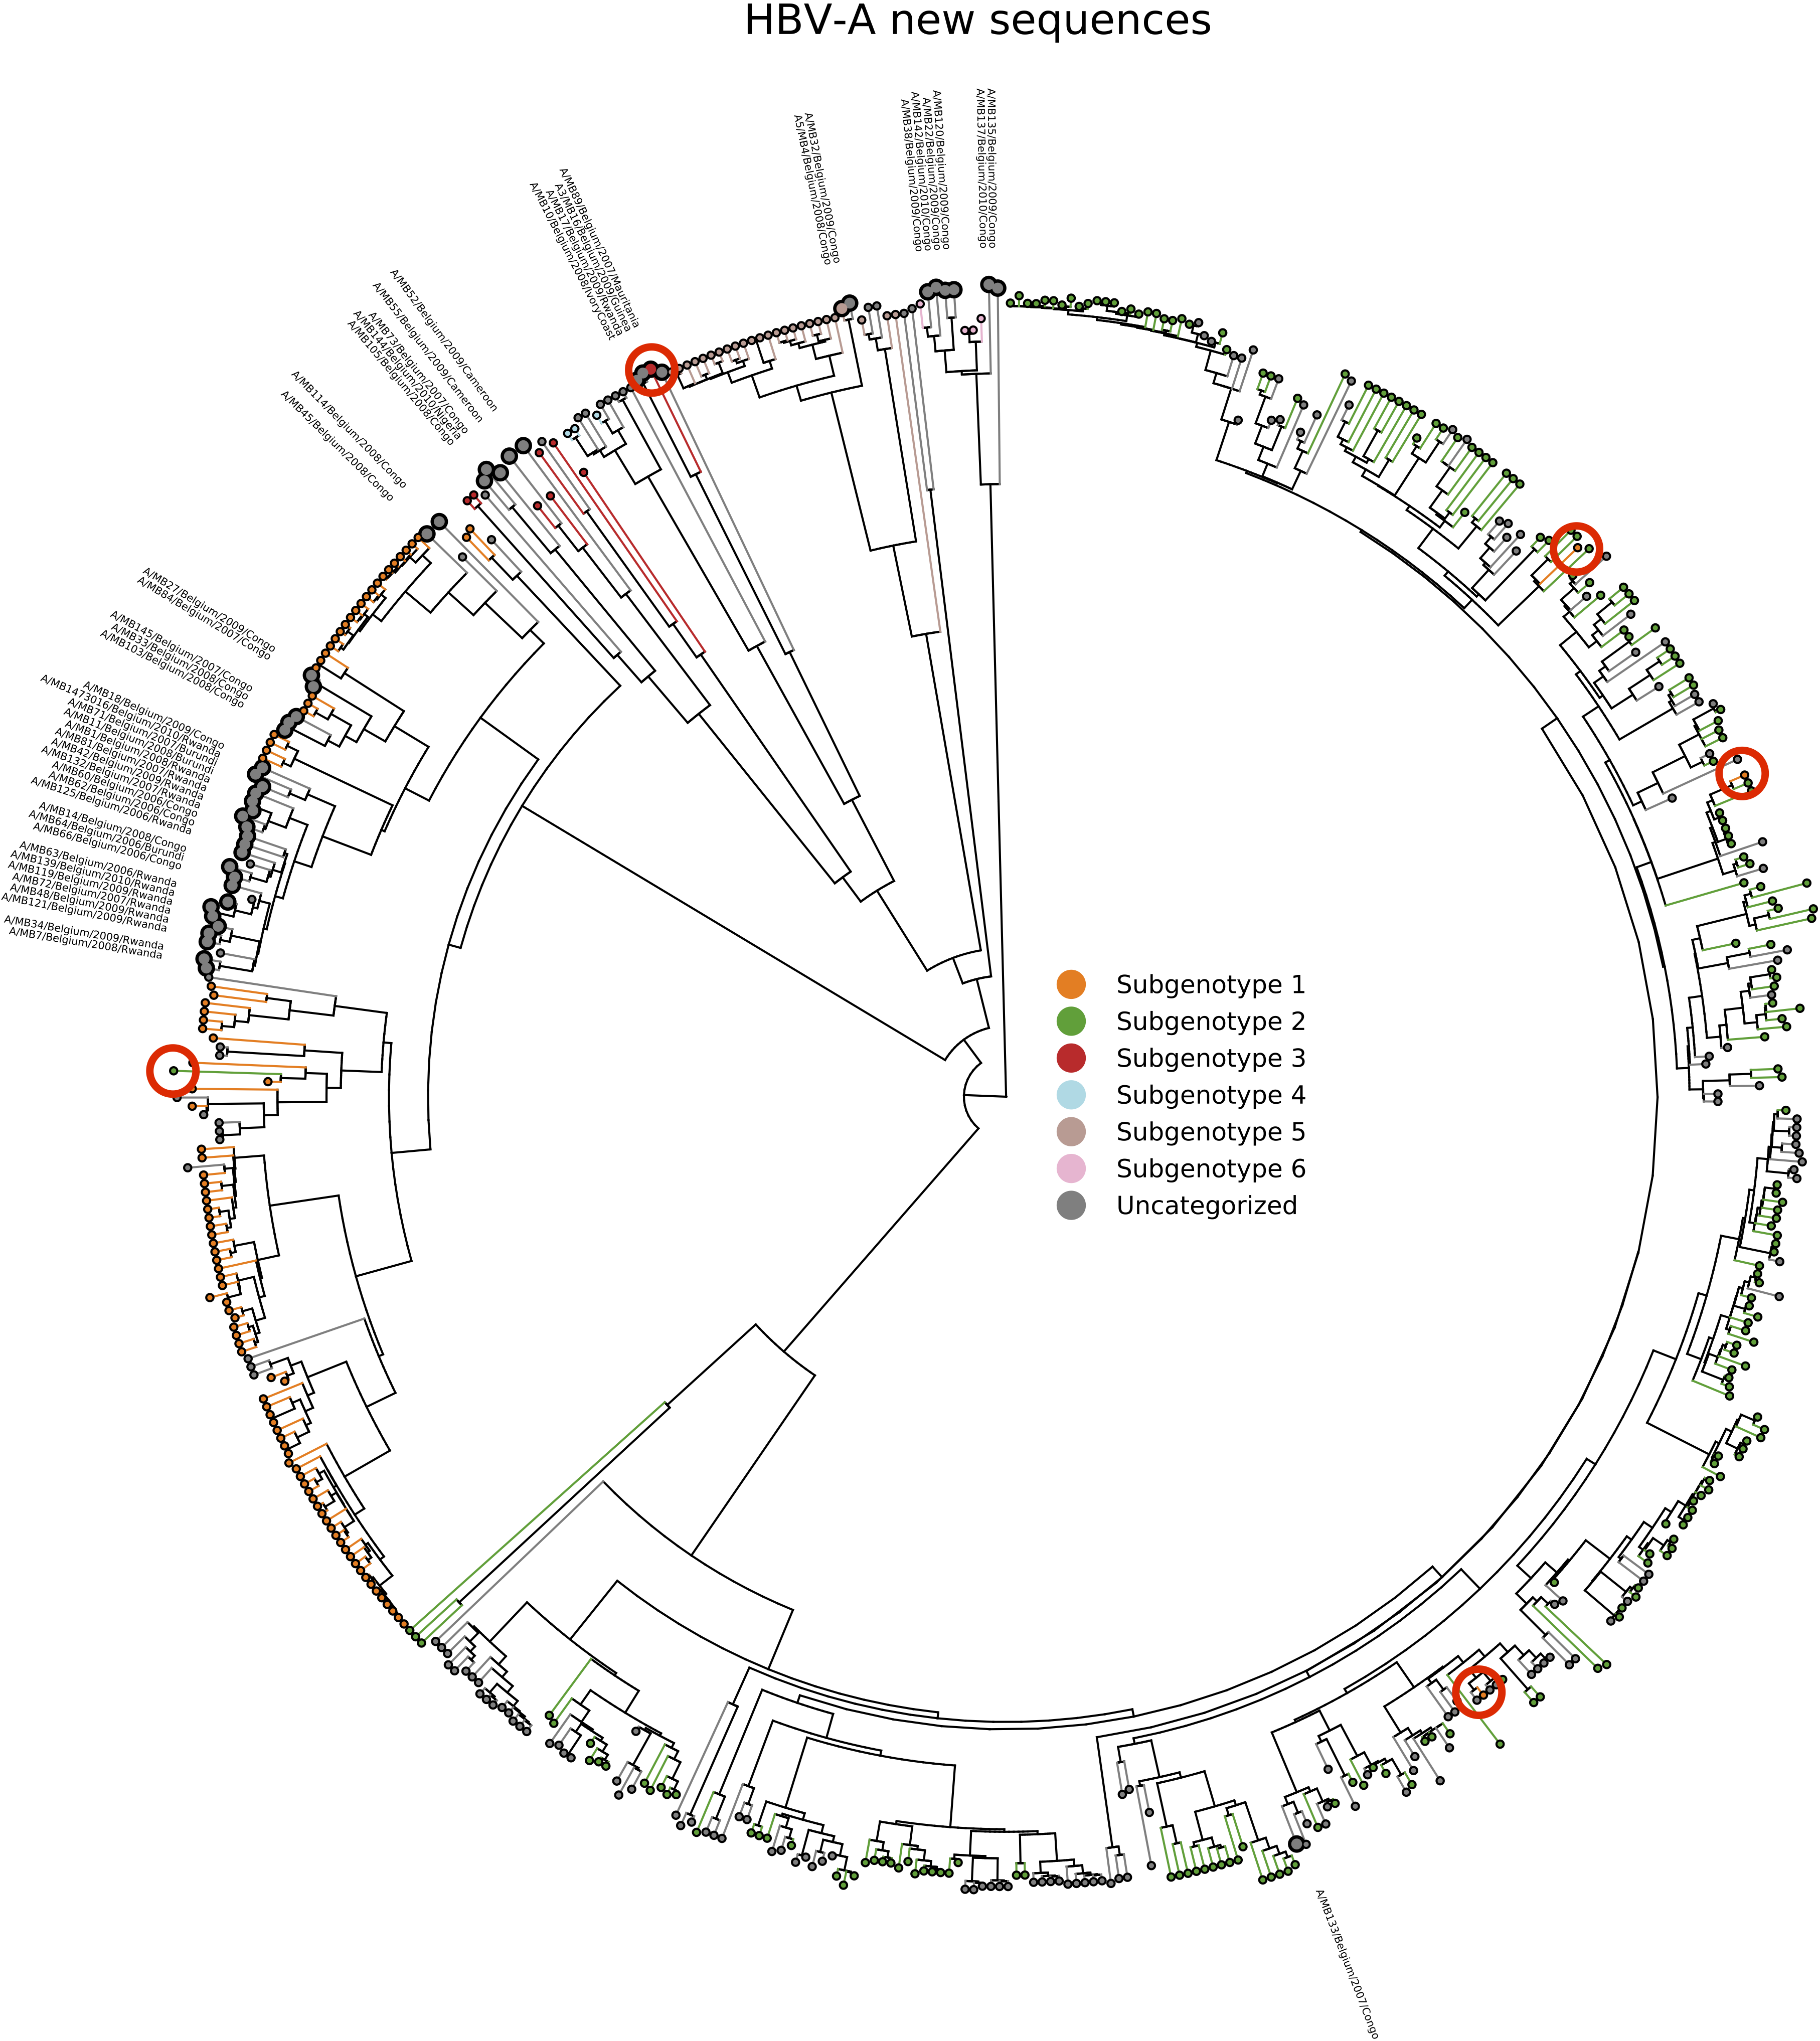 HBV-A new sequences
A/MB135/Belgium/2009/Congo
A/MB137/Belgium/2010/Congo
A/MB120/Belgium/2009/Congo
A/MB22/Belgium/2009/Congo
A/MB142/Belgium/2010/Congo
A/MB38/Belgium/2009/Congo
A/MB32/Belgium/2009/Congo
A5/MB4/Belgium/2008/Congo
A/MB89/Belgium/2007/Mauritania
A3/MB16/Belgium/2009/Guinea
A/MB17/Belgium/2009/Rwanda
A/MB10/Belgium/2008/IvoryCoast
A/MB52/Belgium/2009/Cameroon
A/MB55/Belgium/2009/Cameroon
A/MB73/Belgium/2007/Congo
A/MB144/Belgium/2010/Nigeria
A/MB105/Belgium/2008/Congo
A/MB114/Belgium/2008/Congo
A/MB45/Belgium/2008/Congo
A/MB27/Belgium/2009/Congo
A/MB84/Belgium/2007/Congo
A/MB145/Belgium/2007/Congo
A/MB33/Belgium/2008/Congo
A/MB103/Belgium/2008/Congo
A/MB18/Belgium/2009/Congo
A/MB1473016/Belgium/2010/Rwanda
A/MB71/Belgium/2007/Burundi
A/MB11/Belgium/2008/Burundi
A/MB1/Belgium/2008/Rwanda
A/MB81/Belgium/2007/Rwanda
A/MB42/Belgium/2009/Rwanda
A/MB132/Belgium/2007/Rwanda
A/MB60/Belgium/2006/Congo
A/MB62/Belgium/2006/Congo
A/MB125/Belgium/2006/Rwanda
A/MB14/Belgium/2008/Congo
A/MB64/Belgium/2006/Burundi
A/MB66/Belgium/2006/Congo
A/MB63/Belgium/2006/Rwanda
A/MB139/Belgium/2010/Rwanda
A/MB119/Belgium/2009/Rwanda
A/MB72/Belgium/2007/Rwanda
A/MB48/Belgium/2009/Rwanda
A/MB121/Belgium/2009/Rwanda
A/MB34/Belgium/2009/Rwanda
A/MB7/Belgium/2008/Rwanda
Subgenotype 1
Subgenotype 2
Subgenotype 3
Subgenotype 4
Subgenotype 5
Subgenotype 6
Uncategorized
A/MB133/Belgium/2007/Congo